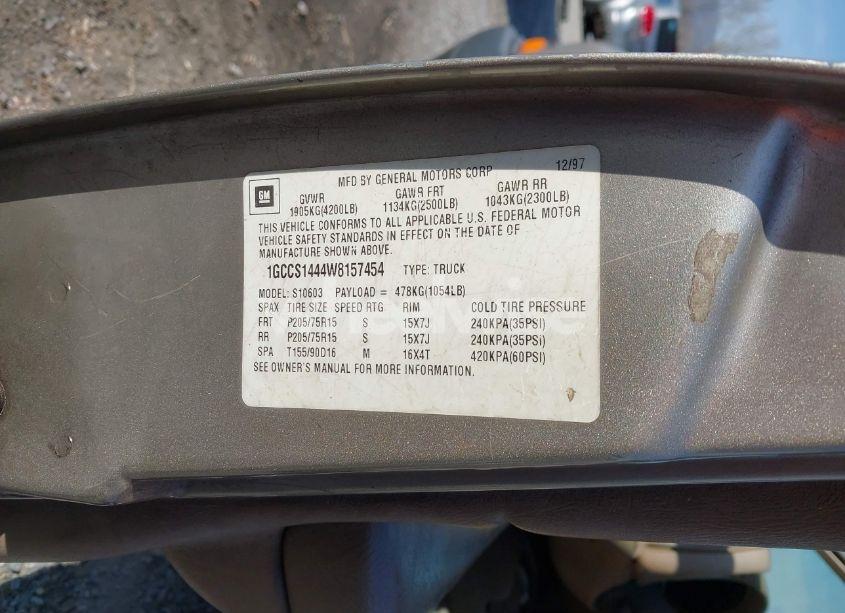 MFD BY GENERAL MOTORS CORP 12/97
GM
GVWR GAWR FRT GAWR RR
1905KG(4200LB) 1134KG(2500LB) 1043KG(2300LB)
THIS VEHICLE CONFORMS TO ALL APPLICABLE U.S. FEDERAL MOTOR
VEHICLE SAFETY STANDARDS IN EFFECT ON THE DATE OF
MANUFACTURE SHOWN ABOVE.
1GCCS1444W8157454 TYPE: TRUCK
MODEL: S10603 PAYLOAD = 478KG(1054LB)
SPAX TIRE SIZE SPEED RTG RIM COLD TIRE PRESSURE
FRT P205/75R15 S 15X7J 240KPA(35PSI)
RR P205/75R15 S 15X7J 240KPA(35PSI)
SPA T155/90D16 M 16X4T 420KPA(60PSI)
SEE OWNER'S MANUAL FOR MORE INFORMATION.